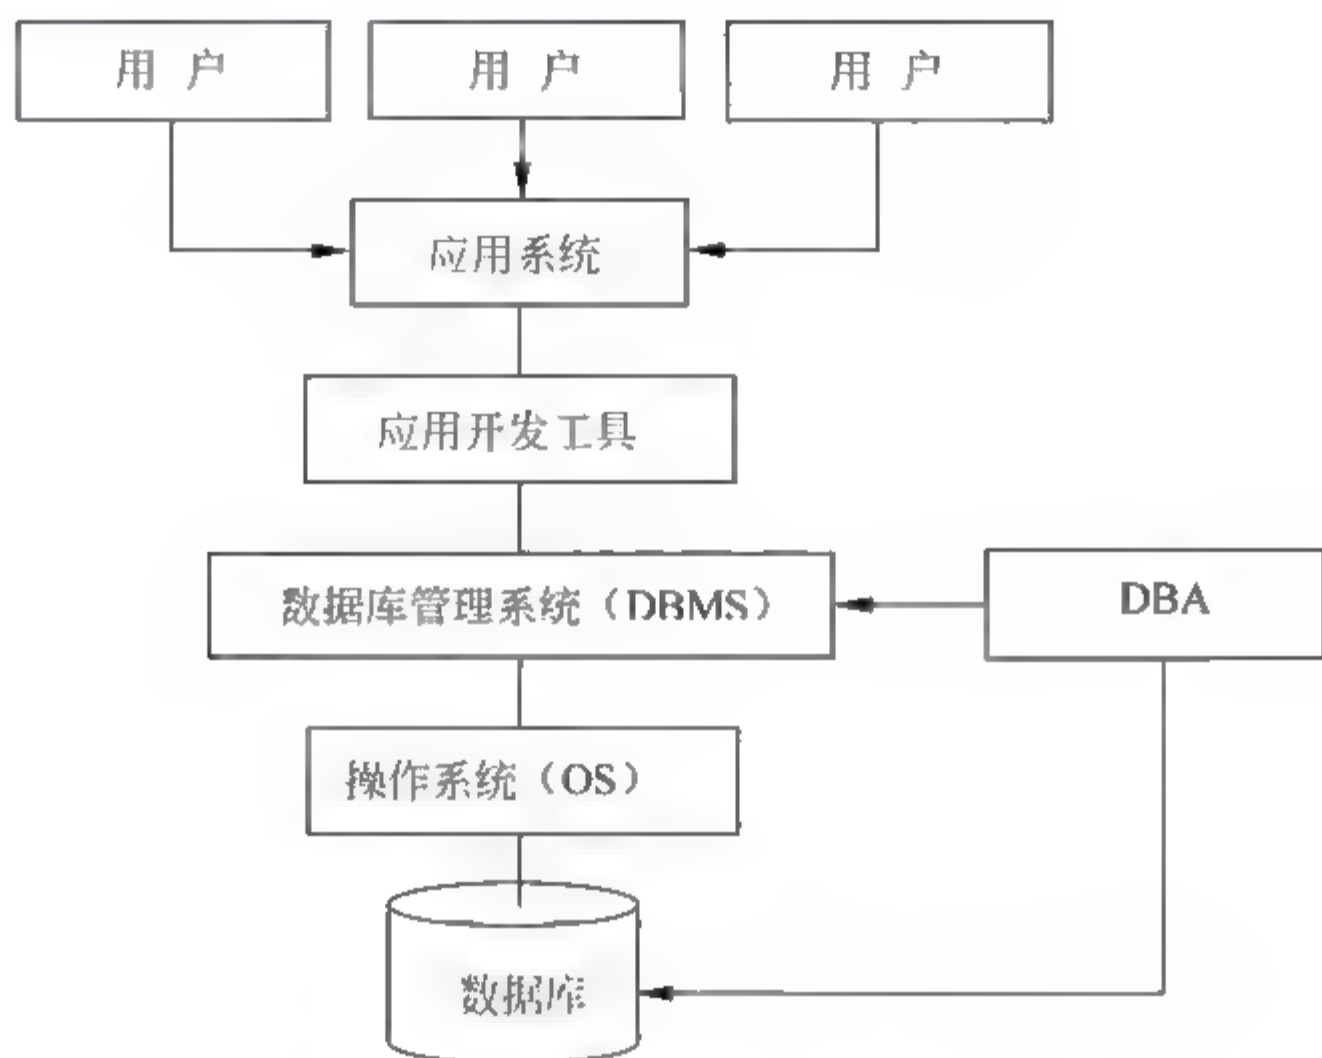 用 户
用 户
用 户
应用系统
应用开发工具
数据库管理系统（DBMS）
DBA
操作系统（OS）
数据库